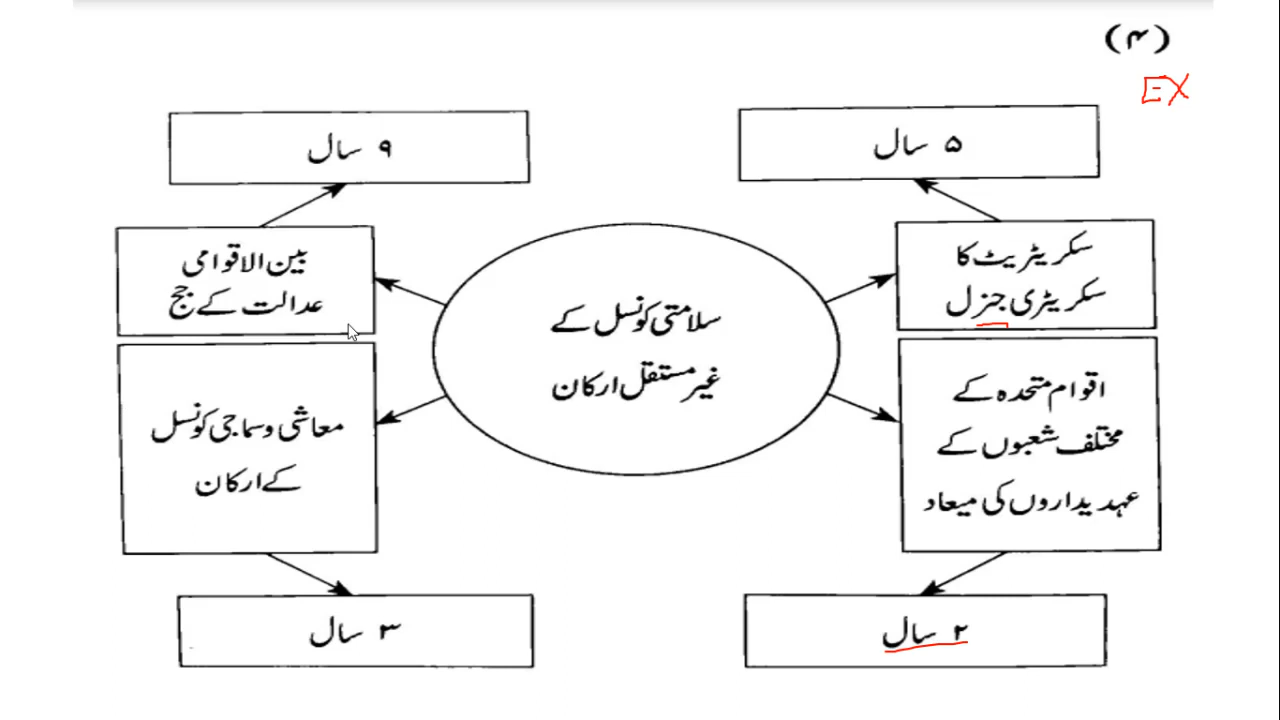 (۴)
EX
۵ سال
۹ سال
سکریٹریٹ کا
سکریٹری جنرل
بین الاقوامی
عدالت کے جج
سلامتی کونسل کے
غیر مستقل ارکان
اقوام متحدہ کے
مختلف شعبوں کے
عہدیداروں کی میعاد
معاشی و سماجی کونسل
کے ارکان
۲ سال
۳ سال